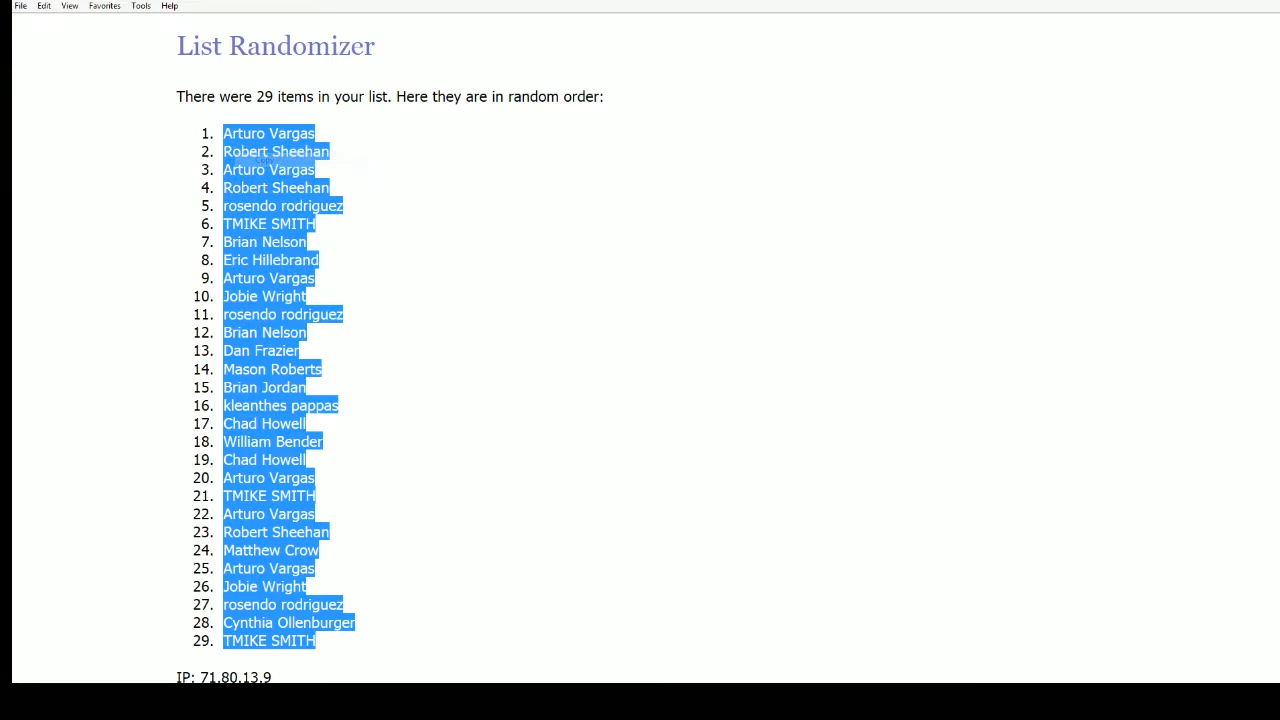 File Edit View Favorites Tools Help
List Randomizer
There were 29 items in your list. Here they are in random order:
1. Arturo Vargas
2. Robert Sheehan
Copy
3. Arturo Vargas
4. Robert Sheehan
5. rosendo rodriguez
6. TMIKE SMITH
7. Brian Nelson
8. Eric Hillebrand
9. Arturo Vargas
10. Jobie Wright
11. rosendo rodriguez
12. Brian Nelson
13. Dan Frazier
14. Mason Roberts
15. Brian Jordan
16. kleanthes pappas
17. Chad Howell
18. William Bender
19. Chad Howell
20. Arturo Vargas
21. TMIKE SMITH
22. Arturo Vargas
23. Robert Sheehan
24. Matthew Crow
25. Arturo Vargas
26. Jobie Wright
27. rosendo rodriguez
28. Cynthia Ollenburger
29. TMIKE SMITH
IP: 71.80.13.9